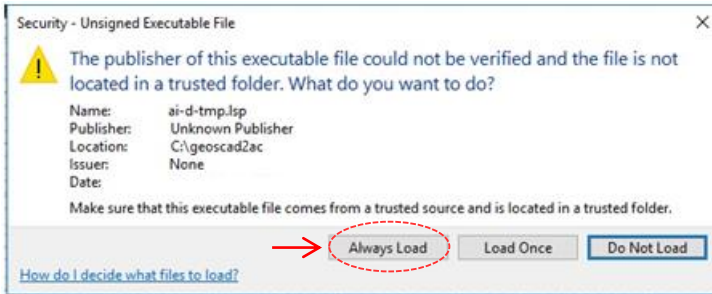 Security - Unsigned Executable File
The publisher of this executable file could not be verified and the file is not
located in a trusted folder. What do you want to do?
Name: ai-d-tmp.lsp
Publisher: Unknown Publisher
Location: C:\geoscad2ac
Issuer: None
Date:
Make sure that this executable file comes from a trusted source and is located in a trusted folder.
Always Load Load Once Do Not Load
How do I decide what files to load?